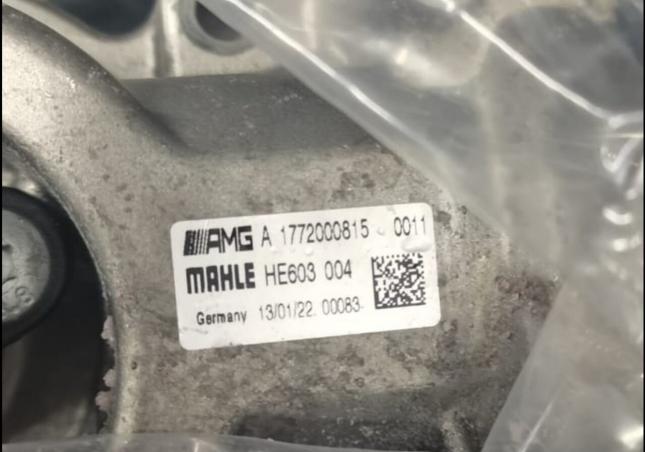 AMG A 1772000815 - 0011
MAHLE HE603 004
Germany 13/01/22. 00083-